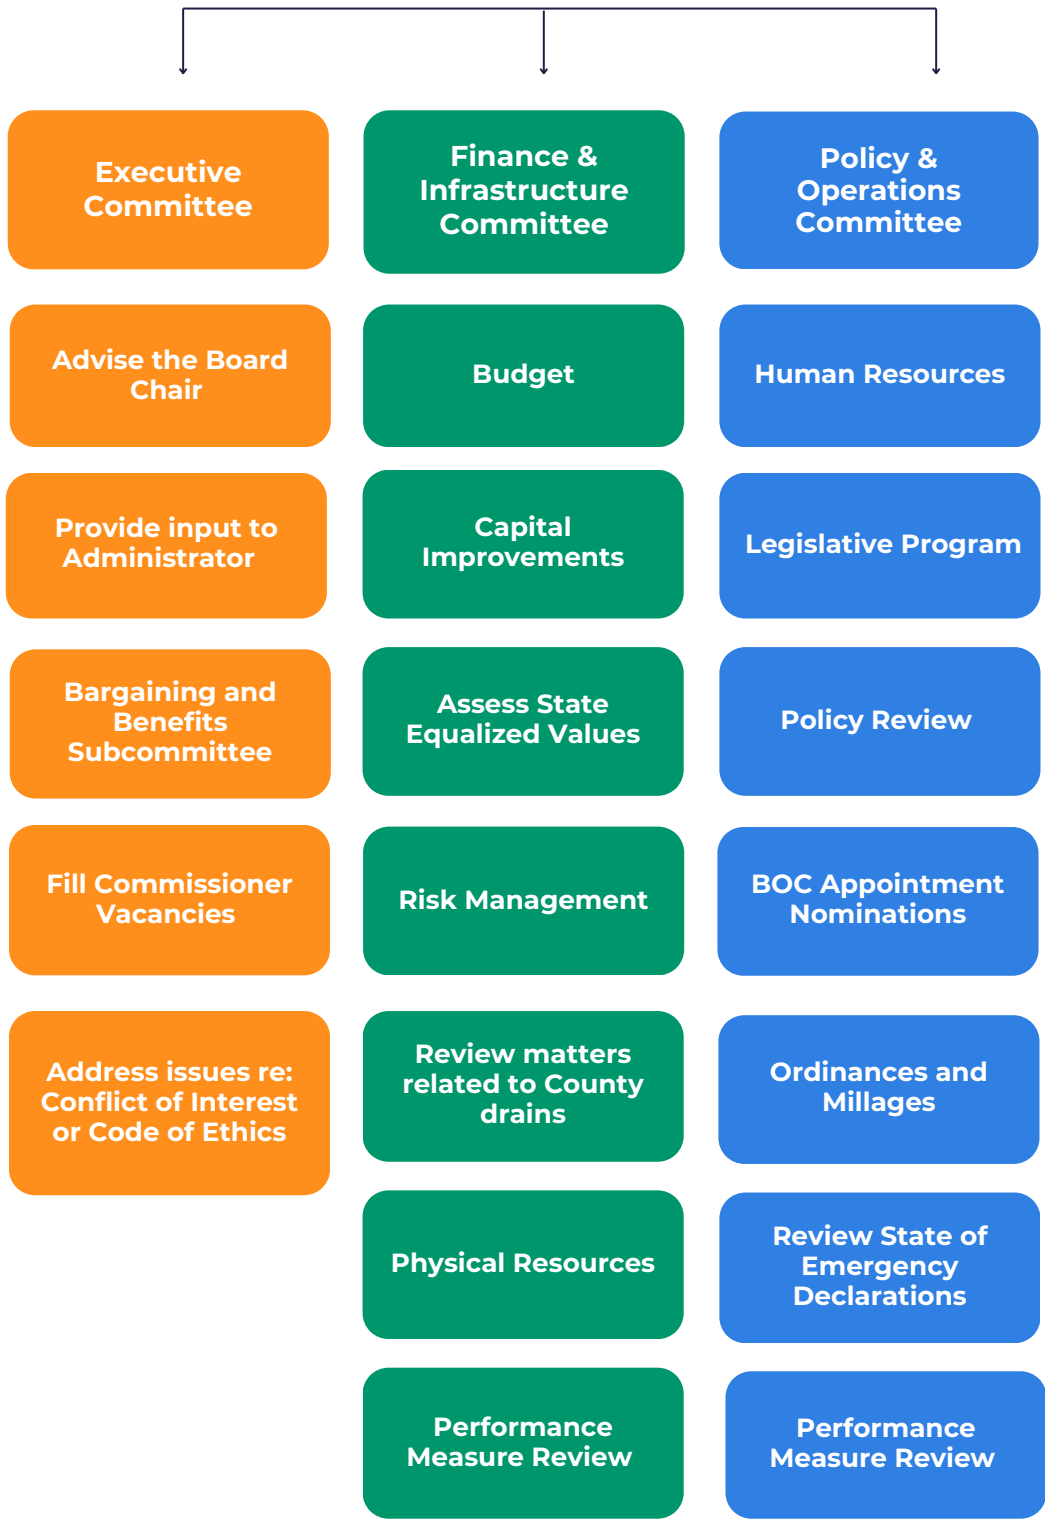 Executive
Committee
Finance &
Infrastructure
Committee
Policy &
Operations
Committee
Advise the Board
Chair
Budget
Human Resources
Provide input to
Administrator
Capital
Improvements
Legislative Program
Bargaining and
Benefits
Subcommittee
Assess State
Equalized Values
Policy Review
Fill Commissioner
Vacancies
Risk Management
BOC Appointment
Nominations
Address issues re:
Conflict of Interest
or Code of Ethics
Review matters
related to County
drains
Ordinances and
Millages
Physical Resources
Review State of
Emergency
Declarations
Performance
Measure Review
Performance
Measure Review